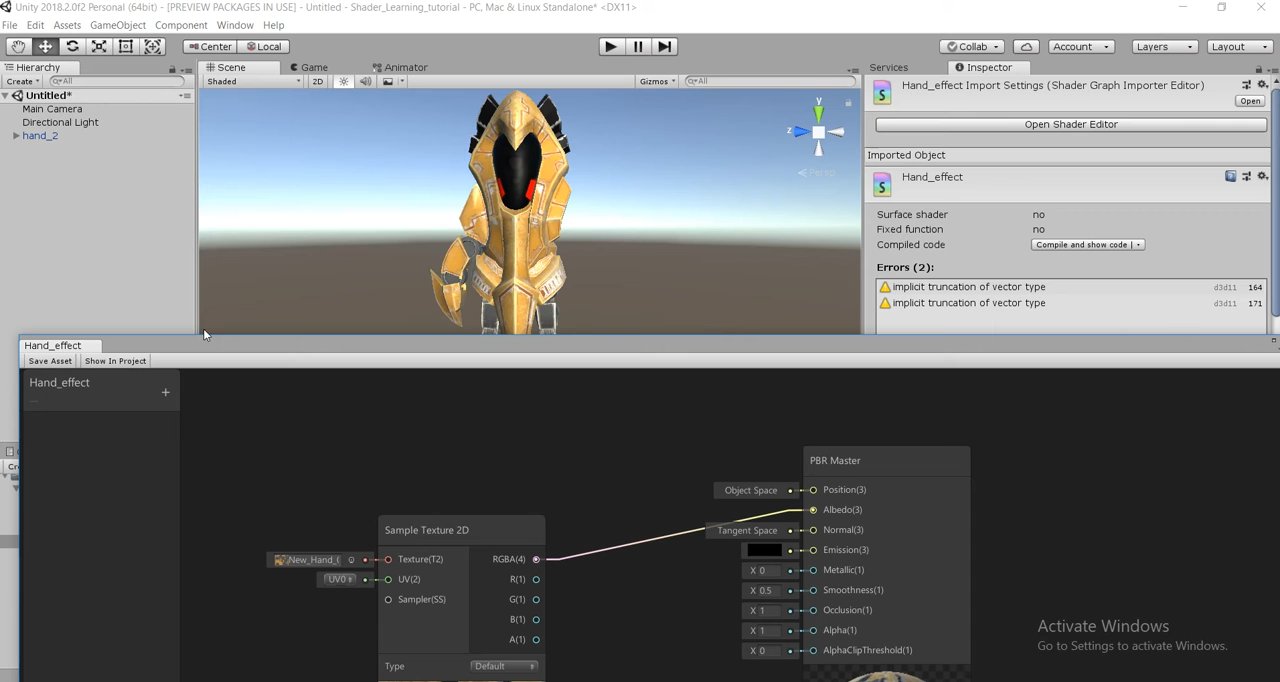 Unity 2018.2.0f2 Personal (64bit) - [PREVIEW PACKAGES IN USE] - Untitled - Shader_Learning_tutorial - PC, Mac & Linux Standalone* <DX11>
File Edit Assets GameObject Component Window Help
Center Local Collab Account Layers Layout
Hierarchy Scene Game Animator Services Inspector
Create All Shaded 2D Gizmos All
Hand_effect Import Settings (Shader Graph Importer Editor)
Open
Untitled*
Main Camera
Directional Light
hand_2
y
z
Persp
Open Shader Editor
Imported Object
Hand_effect
Surface shader no
Fixed function no
Compiled code Compile and show code
Errors (2):
implicit truncation of vector type d3d11 164
implicit truncation of vector type d3d11 171
Hand_effect
Save Asset Show In Project
Hand_effect
PBR Master
Object Space Position(3)
Albedo(3)
Tangent Space Normal(3)
Emission(3)
X 0 Metallic(1)
X 0.5 Smoothness(1)
X 1 Occlusion(1)
X 1 Alpha(1)
X 0 AlphaClipThreshold(1)
Sample Texture 2D
New_Hand_( Texture(T2) RGBA(4)
UV0 UV(2) R(1)
Sampler(SS) G(1)
B(1)
A(1)
Type Default
Activate Windows
Go to Settings to activate Windows.